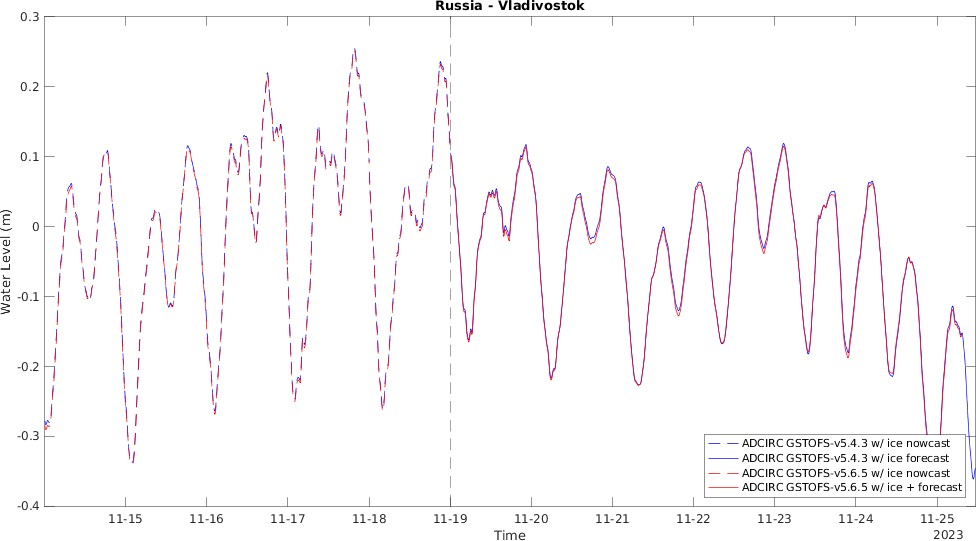 Russia - Vladivostok
0.3
0.2
0.1
0
-0.1
-0.2
-0.3
-0.4
Water Level (m)
ADCIRC GSTOFS-v5.4.3 w/ ice nowcast
ADCIRC GSTOFS-v5.4.3 w/ ice forecast
ADCIRC GSTOFS-v5.6.5 w/ ice nowcast
ADCIRC GSTOFS-v5.6.5 w/ ice + forecast
11-15 11-16 11-17 11-18 11-19 11-20 11-21 11-22 11-23 11-24 11-25
Time
2023